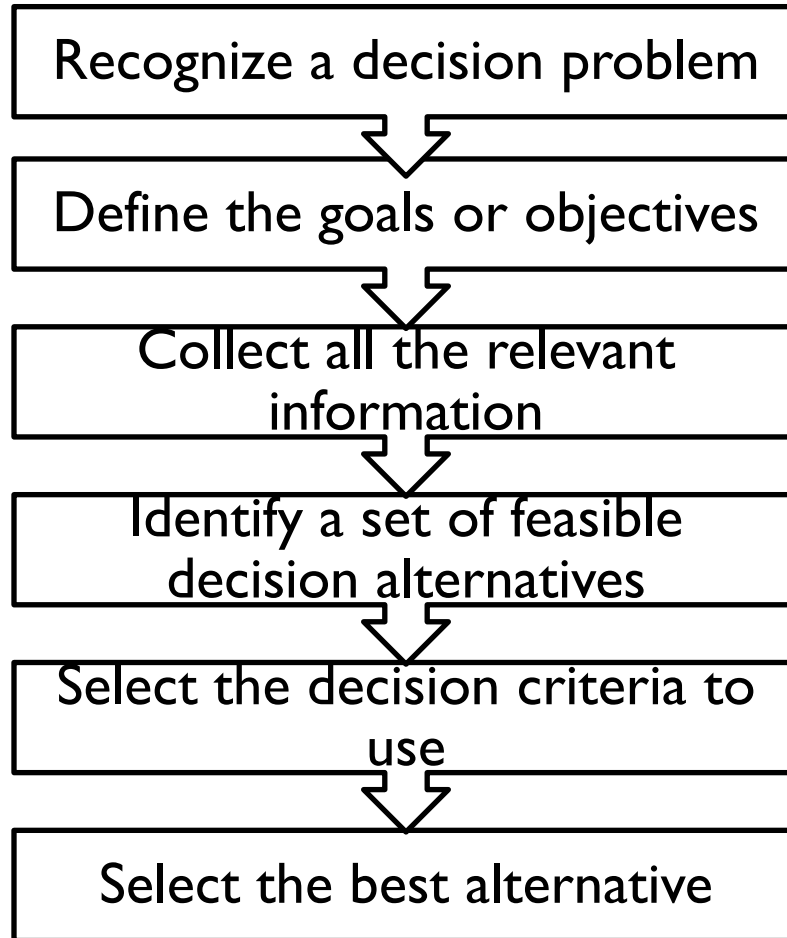 Recognize a decision problem
Define the goals or objectives
Collect all the relevant
information
Identify a set of feasible
decision alternatives
Select the decision criteria to
use
Select the best alternative